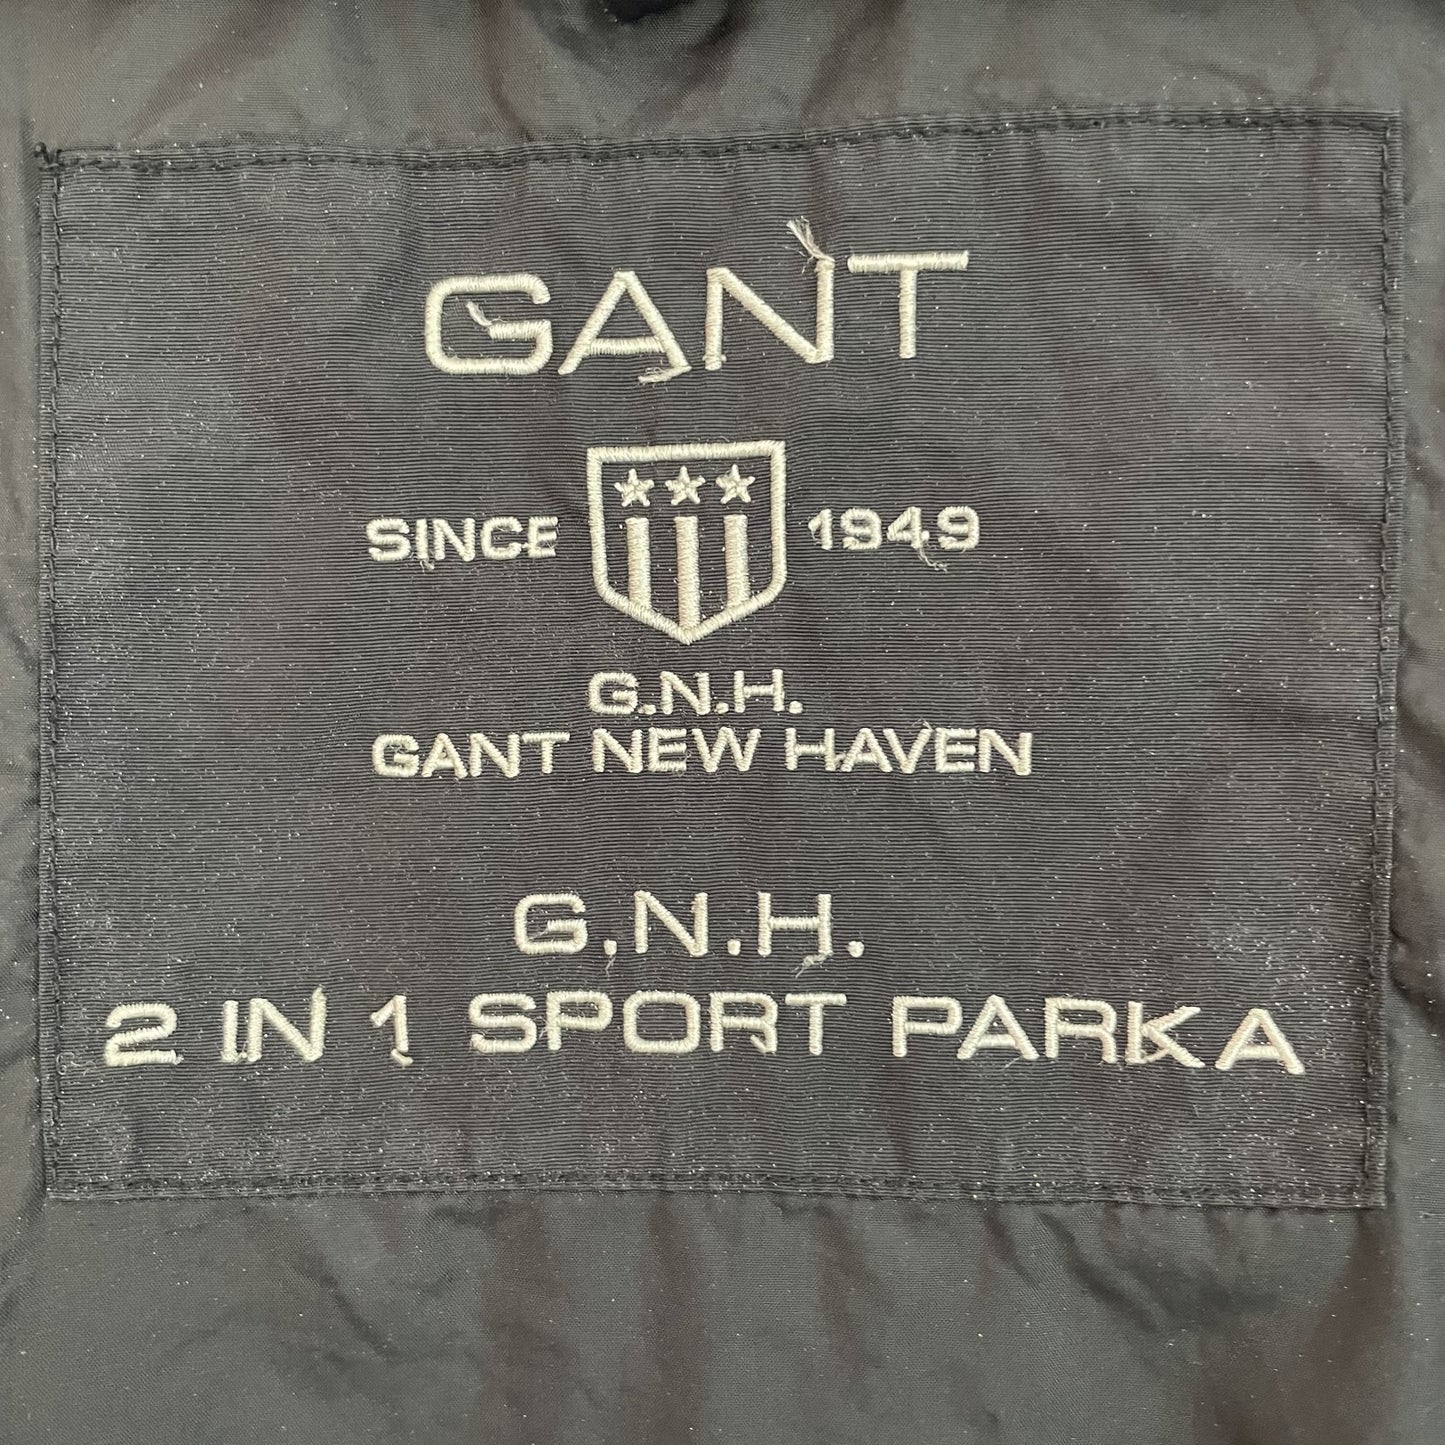 GANT
SINCE 1949
G.N.H.
GANT NEW HAVEN
G.N.H.
2 IN 1 SPORT PARKA